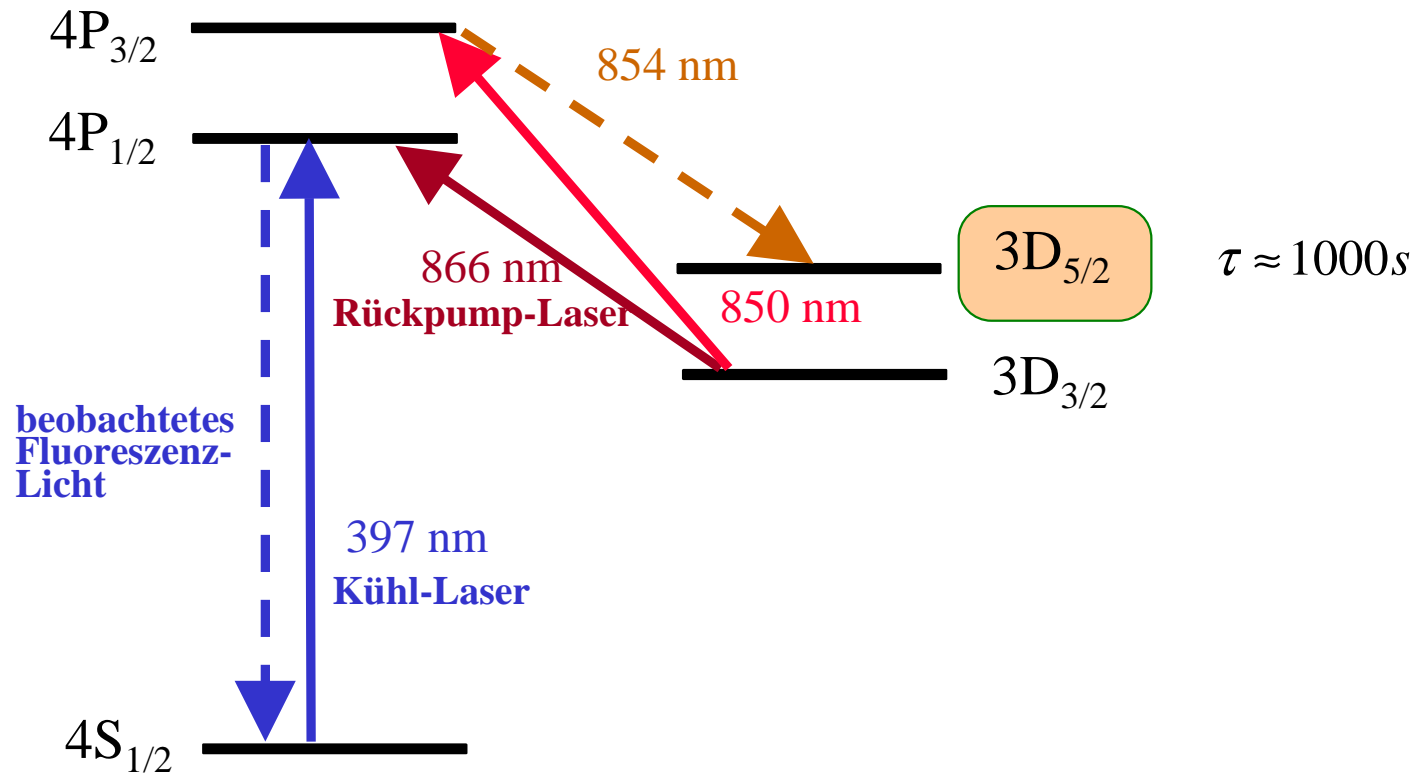 4P3/2
854 nm
4P1/2
866 nm
Rückpump-Laser
850 nm
3D5/2
τ ≈ 1000s
3D3/2
beobachtetes
Fluoreszenz-
Licht
397 nm
Kühl-Laser
4S1/2